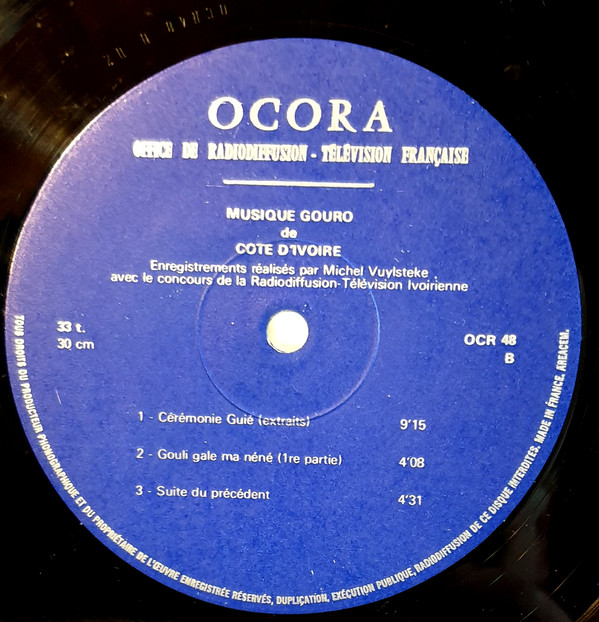 OCORA
OFFICE DE RADIODIFFUSION - TÉLÉVISION FRANÇAISE
MUSIQUE GOURO
de
COTE D'IVOIRE
Enregistrements réalisés par Michel Vuylsteke
avec le concours de la Radiodiffusion-Télévision Ivoirienne
33 t.
30 cm
OCR 48
B
1 - Cérémonie Guié (extraits) 9'15
2 - Gouli gale ma néné (1re partie) 4'08
3 - Suite du précédent 4'31
TOUS DROITS DU PRODUCTEUR PHONOGRAPHIQUE ET DU PROPRIÉTAIRE DE L'ŒUVRE ENREGISTRÉE RÉSERVÉS, DUPLICATION, EXÉCUTION PUBLIQUE, RADIODIFFUSION DE CE DISQUE INTERDITES. MADE IN FRANCE. AREACEM.